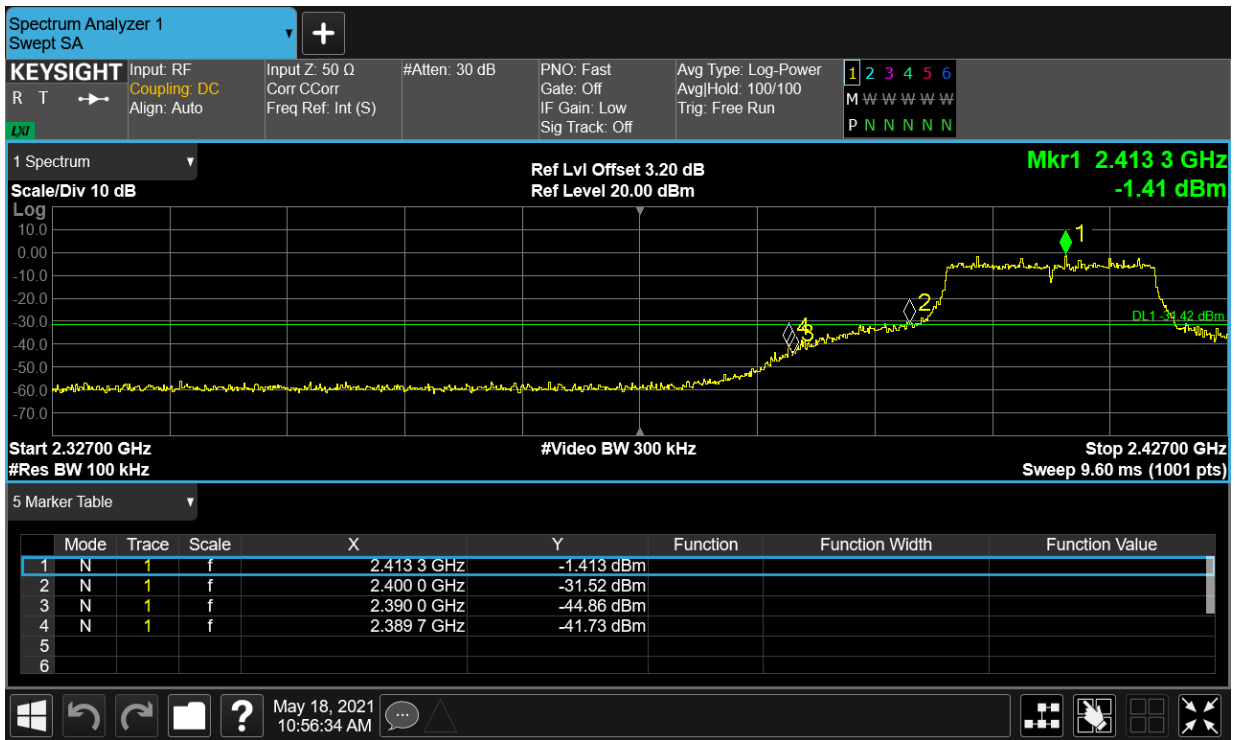 Spectrum Analyzer 1
Swept SA
+
KEYSIGHT
R T
LXI
Input: RF
Coupling: DC
Align: Auto
Input Z: 50 Ω
Corr CCorr
Freq Ref: Int (S)
#Atten: 30 dB
PNO: Fast
Gate: Off
IF Gain: Low
Sig Track: Off
Avg Type: Log-Power
Avg|Hold: 100/100
Trig: Free Run
1 2 3 4 5 6
M W W W W W
P N N N N N
1 Spectrum
Scale/Div 10 dB
Ref Lvl Offset 3.20 dB
Ref Level 20.00 dBm
Mkr1 2.413 3 GHz
-1.41 dBm
Log
10.0
0.00
-10.0
-20.0
-30.0
-40.0
-50.0
-60.0
-70.0
1
2
4
3
DL1 -31.42 dBm
Start 2.32700 GHz
#Res BW 100 kHz
#Video BW 300 kHz
Stop 2.42700 GHz
Sweep 9.60 ms (1001 pts)
5 Marker Table
Mode Trace Scale X Y Function Function Width Function Value
1 N 1 f 2.413 3 GHz -1.413 dBm
2 N 1 f 2.400 0 GHz -31.52 dBm
3 N 1 f 2.390 0 GHz -44.86 dBm
4 N 1 f 2.389 7 GHz -41.73 dBm
5
6
?
May 18, 2021
10:56:34 AM